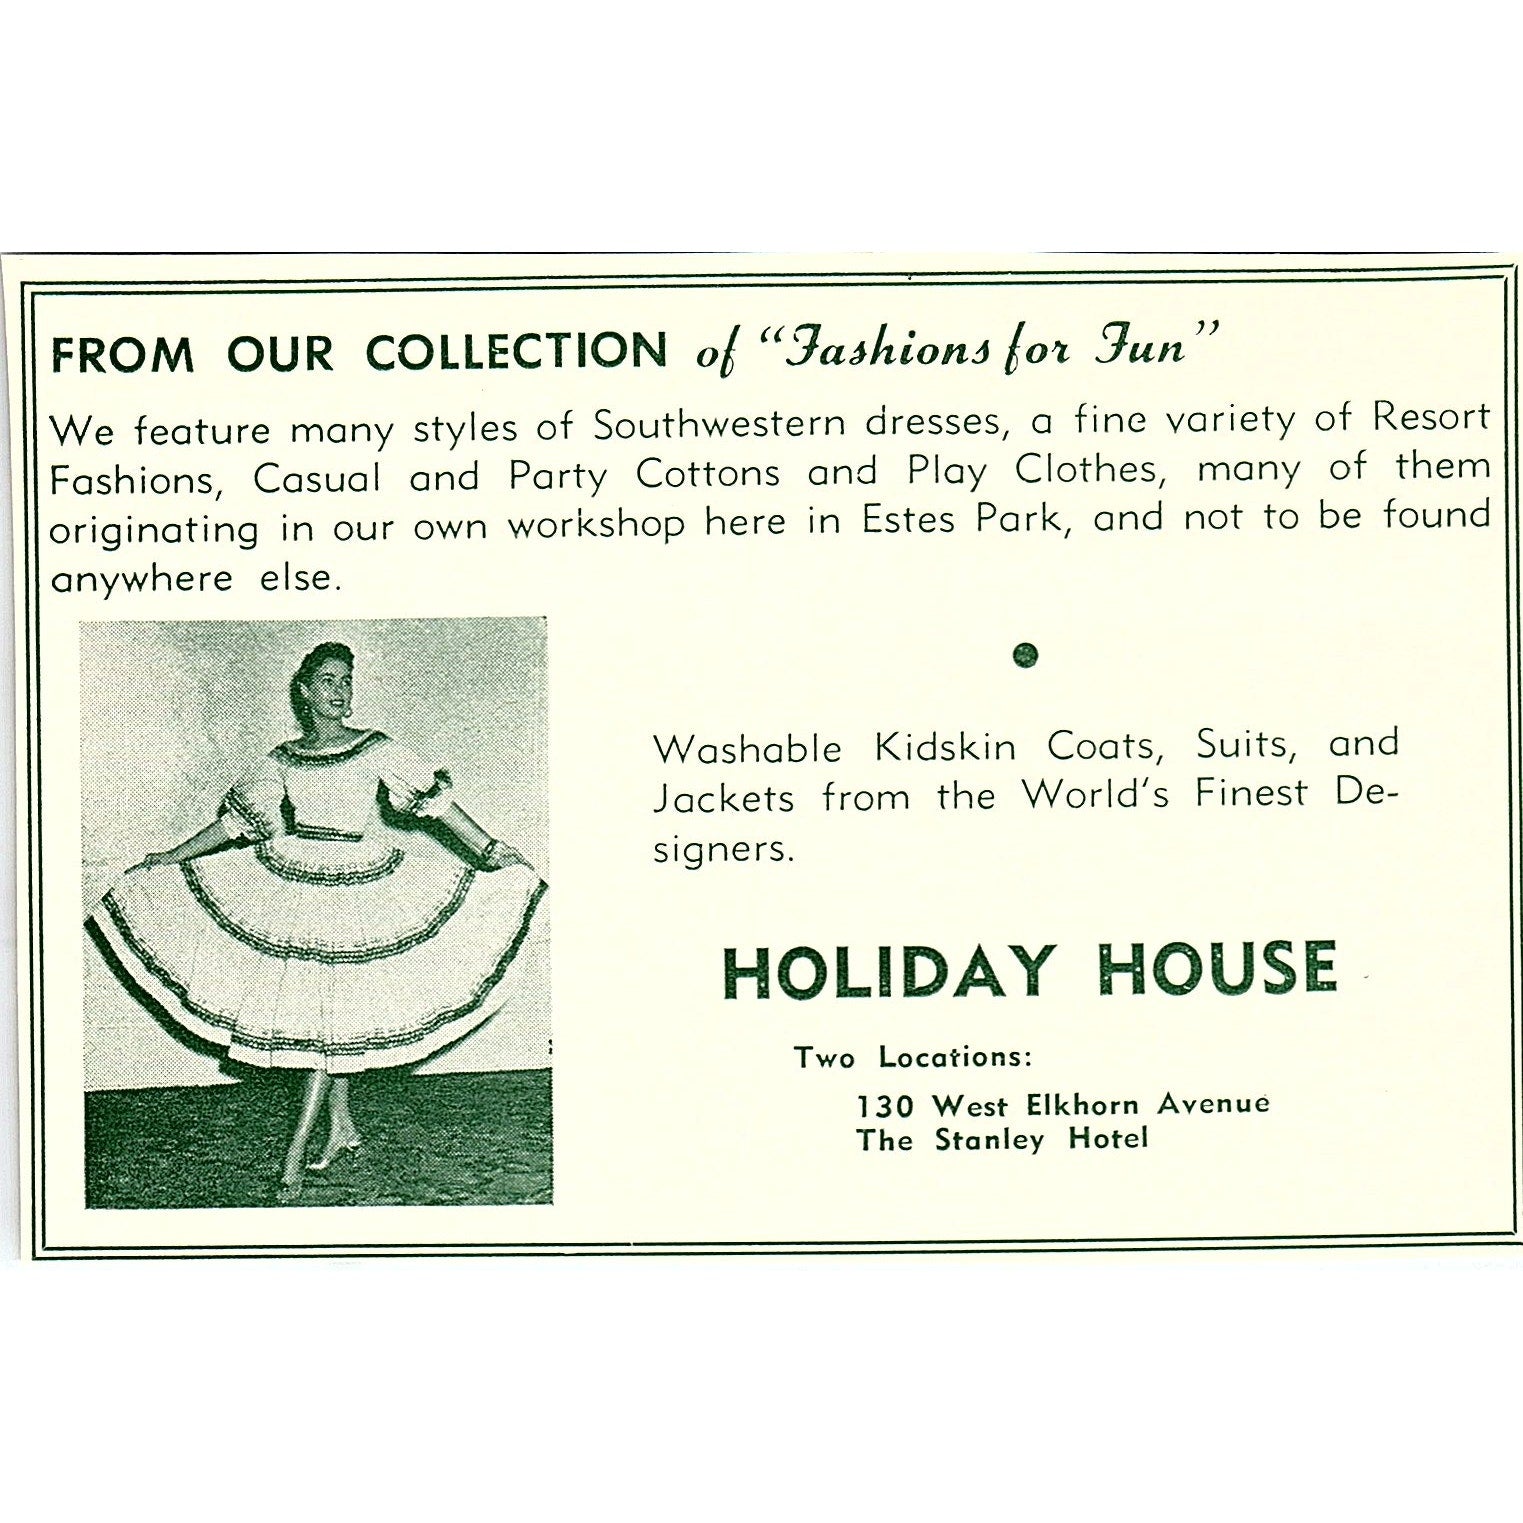 FROM OUR COLLECTION of "Fashions for Fun"
We feature many styles of Southwestern dresses, a fine variety of Resort
Fashions, Casual and Party Cottons and Play Clothes, many of them
originating in our own workshop here in Estes Park, and not to be found
anywhere else.
Washable Kidskin Coats, Suits, and
Jackets from the World's Finest De-
signers.
HOLIDAY HOUSE
Two Locations:
130 West Elkhorn Avenue
The Stanley Hotel